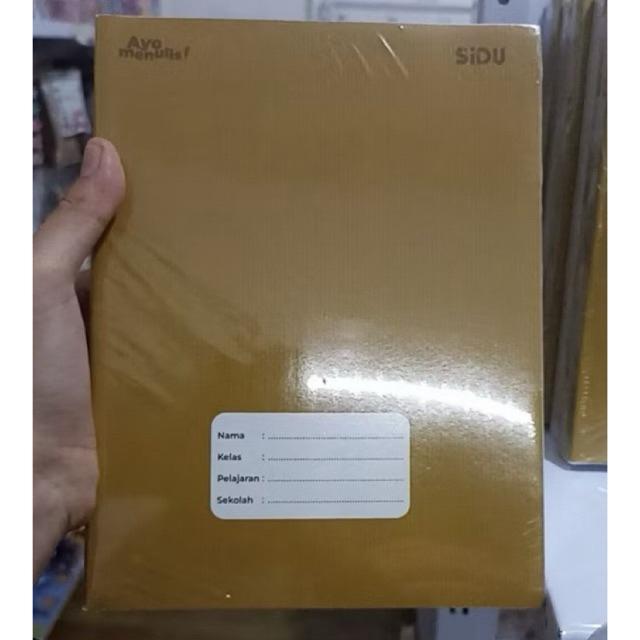 Ayo
menulis!
SiDU
Nama : ........................................
Kelas : ........................................
Pelajaran : ........................................
Sekolah : ........................................